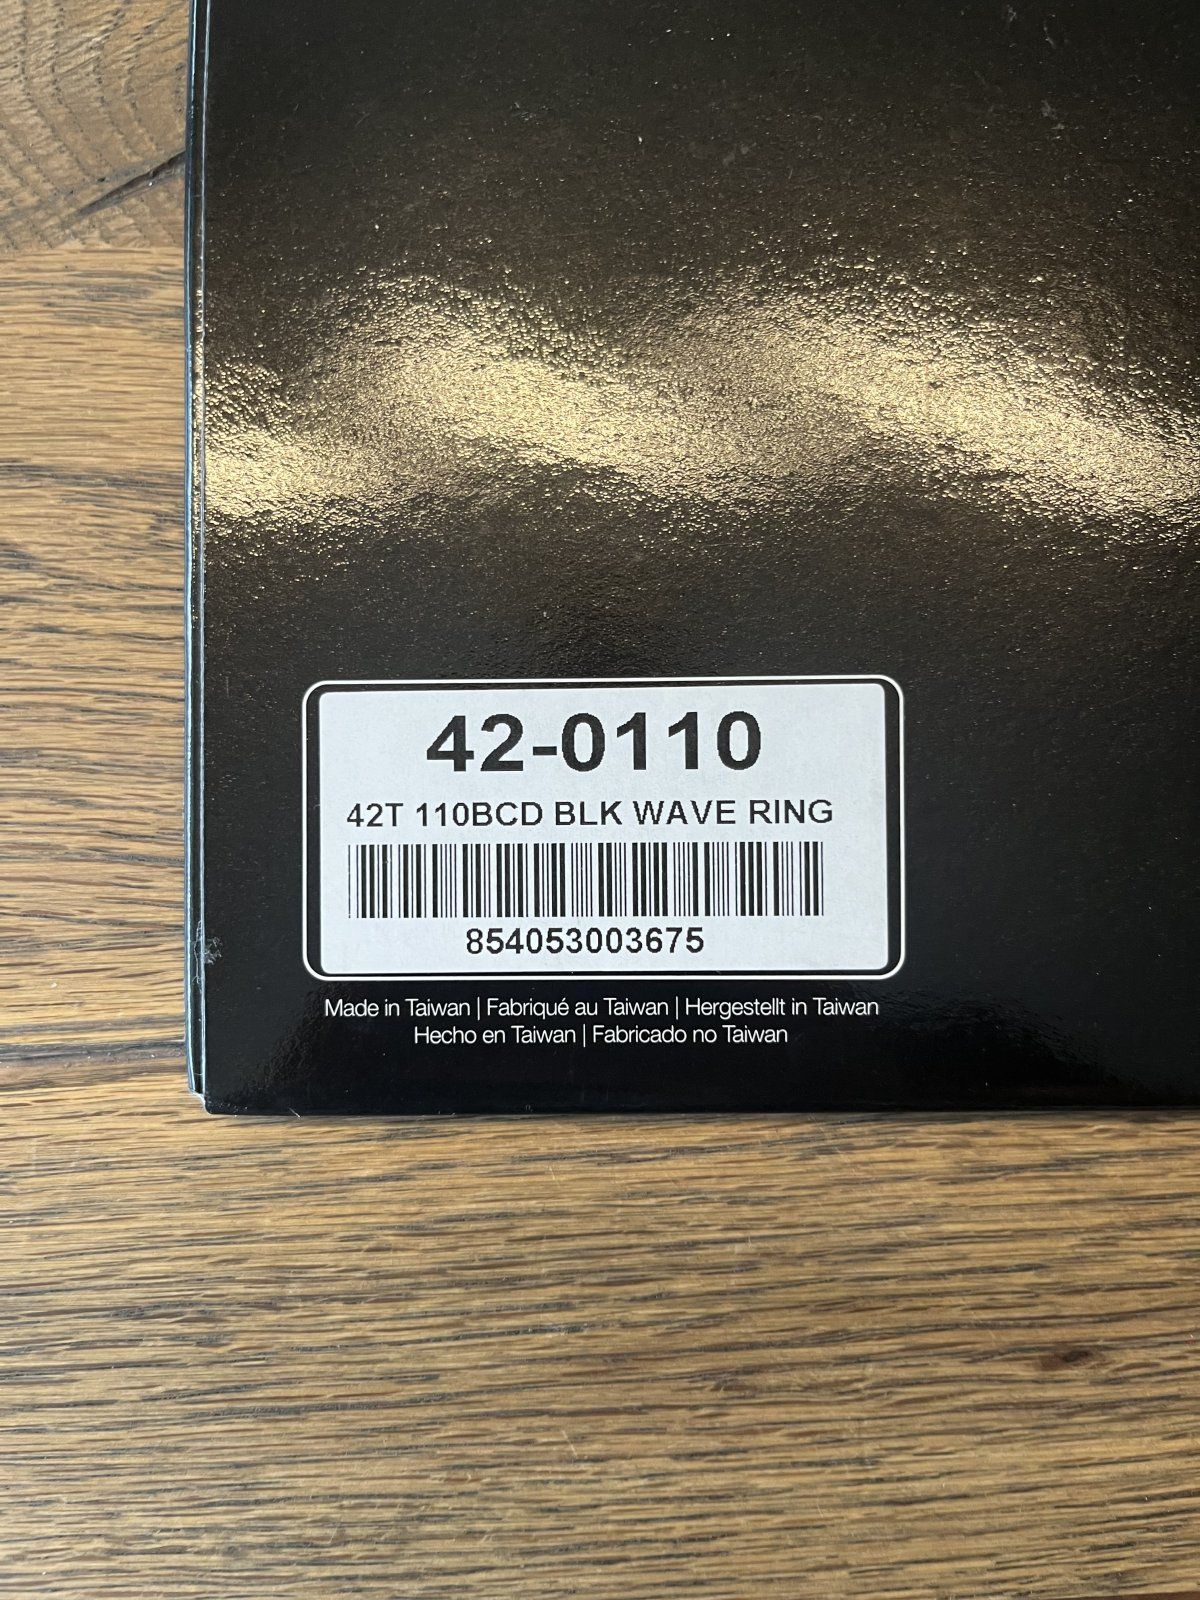 42-0110
42T 110BCD BLK WAVE RING
854053003675
Made in Taiwan | Fabriqué au Taiwan | Hergestellt in Taiwan
Hecho en Taiwan | Fabricado no Taiwan